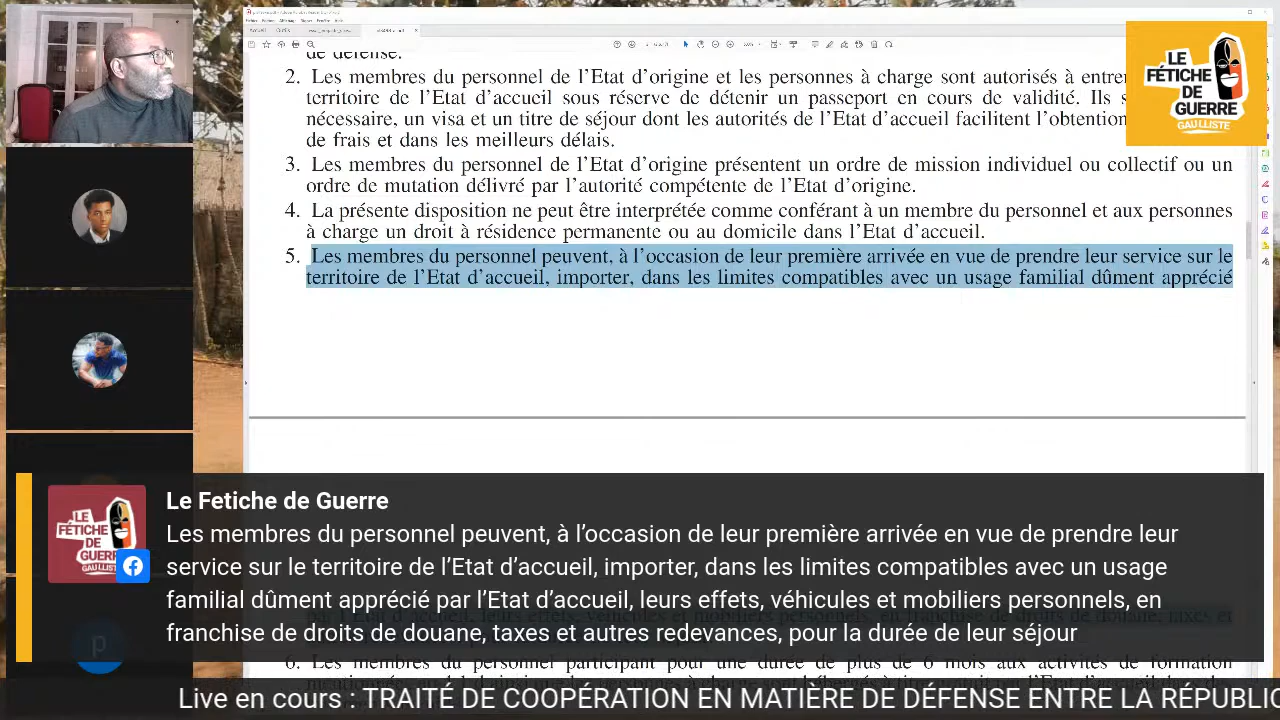 de défense.
2. Les membres du personnel de l'Etat d'origine et les personnes à charge sont autorisés à entrer
territoire de l'Etat d'accueil sous réserve de détenir un passeport en cours de validité. Ils
nécessaire, un visa et un titre de séjour dont les autorités de l'Etat d'accueil facilitent l'obtention
de frais et dans les meilleurs délais.
3. Les membres du personnel de l'Etat d'origine présentent un ordre de mission individuel ou collectif ou un
ordre de mutation délivré par l'autorité compétente de l'Etat d'origine.
4. La présente disposition ne peut être interprétée comme conférant à un membre du personnel et aux personnes
à charge un droit à résidence permanente ou au domicile dans l'Etat d'accueil.
5. Les membres du personnel peuvent, à l'occasion de leur première arrivée en vue de prendre leur service sur le
territoire de l'Etat d'accueil, importer, dans les limites compatibles avec un usage familial dûment apprécié
LE
FÉTICHE
DE
GUERRE
GAULLISTE
Le Fetiche de Guerre
Les membres du personnel peuvent, à l’occasion de leur première arrivée en vue de prendre leur
service sur le territoire de l’Etat d’accueil, importer, dans les limites compatibles avec un usage
familial dûment apprécié par l’Etat d’accueil, leurs effets, véhicules et mobiliers personnels, en
franchise de droits de douane, taxes et autres redevances, pour la durée de leur séjour
LE
FÉTICHE
DE
GUERRE
GAULLISTE
p
6. Les membres du personnel participant pour une durée de plus de 6 mois aux activités de formation
Live en cours : TRAITÉ DE COOPÉRATION EN MATIÈRE DE DÉFENSE ENTRE LA RÉPUBLIC